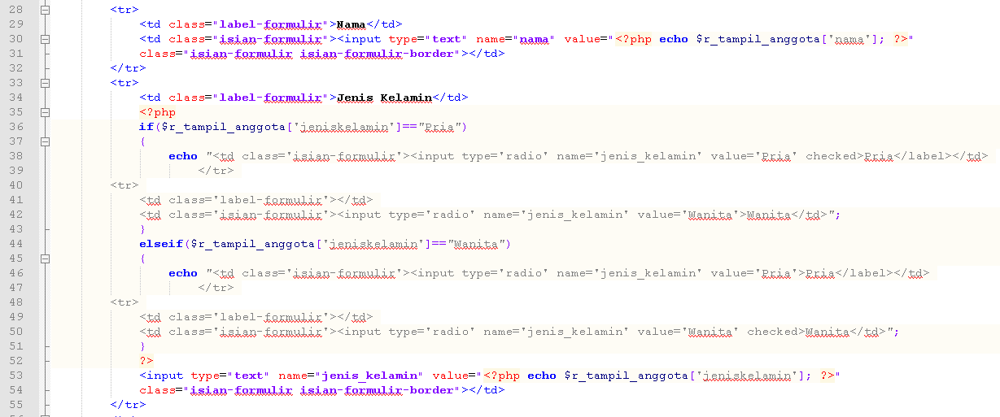 28 <tr>
29 <td class="label-formulir">Nama</td>
30 <td class="isian-formulir"><input type="text" name="nama" value="<?php echo $r_tampil_anggota['nama']; ?>"
31 class="isian-formulir isian-formulir-border"></td>
32 </tr>
33 <tr>
34 <td class="label-formulir">Jenis Kelamin</td>
35 <?php
36 if($r_tampil_anggota['jeniskelamin']=="Pria")
37 {
38 echo "<td class='isian-formulir'><input type='radio' name='jenis_kelamin' value='Pria' checked>Pria</label></td>
39 </tr>
40 <tr>
41 <td class='label-formulir'></td>
42 <td class='isian-formulir'><input type='radio' name='jenis_kelamin' value='Wanita'>Wanita</td>";
43 }
44 elseif($r_tampil_anggota['jeniskelamin']=="Wanita")
45 {
46 echo "<td class='isian-formulir'><input type='radio' name='jenis_kelamin' value='Pria'>Pria</label></td>
47 </tr>
48 <tr>
49 <td class='label-formulir'></td>
50 <td class='isian-formulir'><input type='radio' name='jenis_kelamin' value='Wanita' checked>Wanita</td>";
51 }
52 ?>
53 <input type="text" name="jenis_kelamin" value="<?php echo $r_tampil_anggota['jeniskelamin']; ?>"
54 class="isian-formulir isian-formulir-border"></td>
55 </tr>